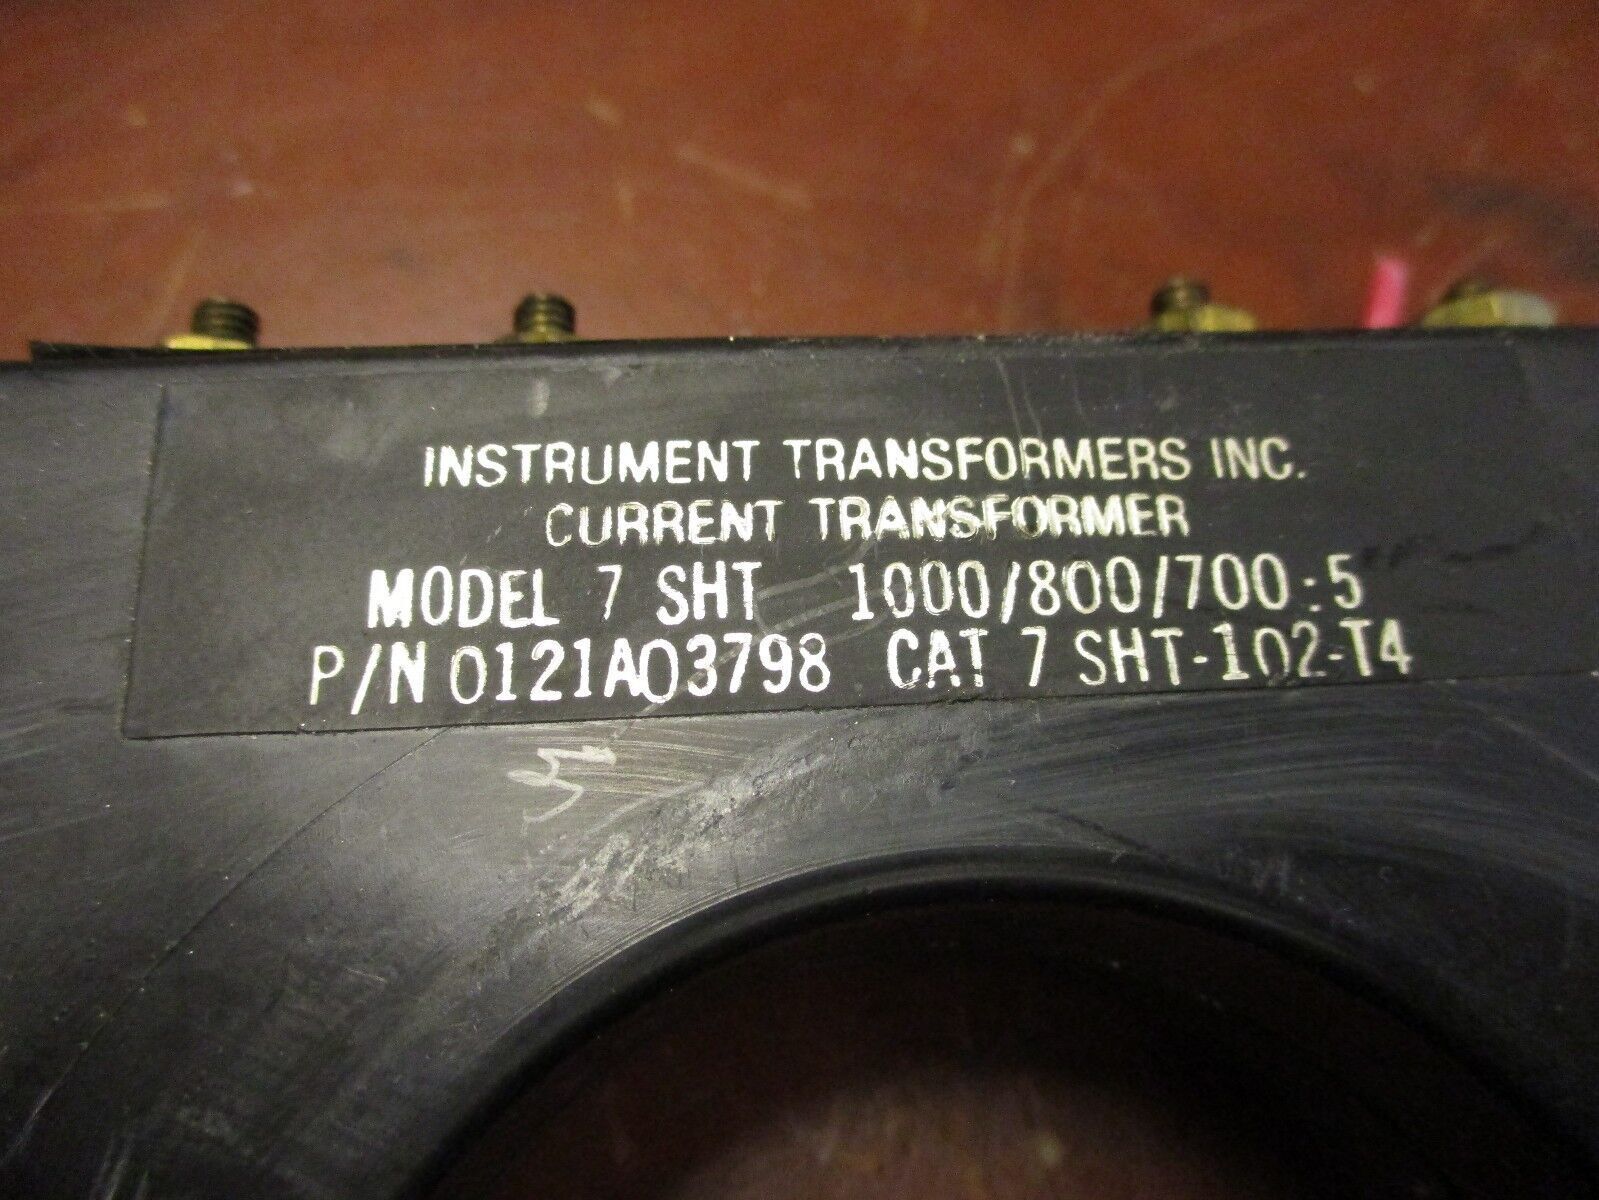 INSTRUMENT TRANSFORMERS INC.
CURRENT TRANSFORMER
MODEL 7 SHT 1000/800/700:5
P/N 0121A03798 CAT 7 SHT-102-T4